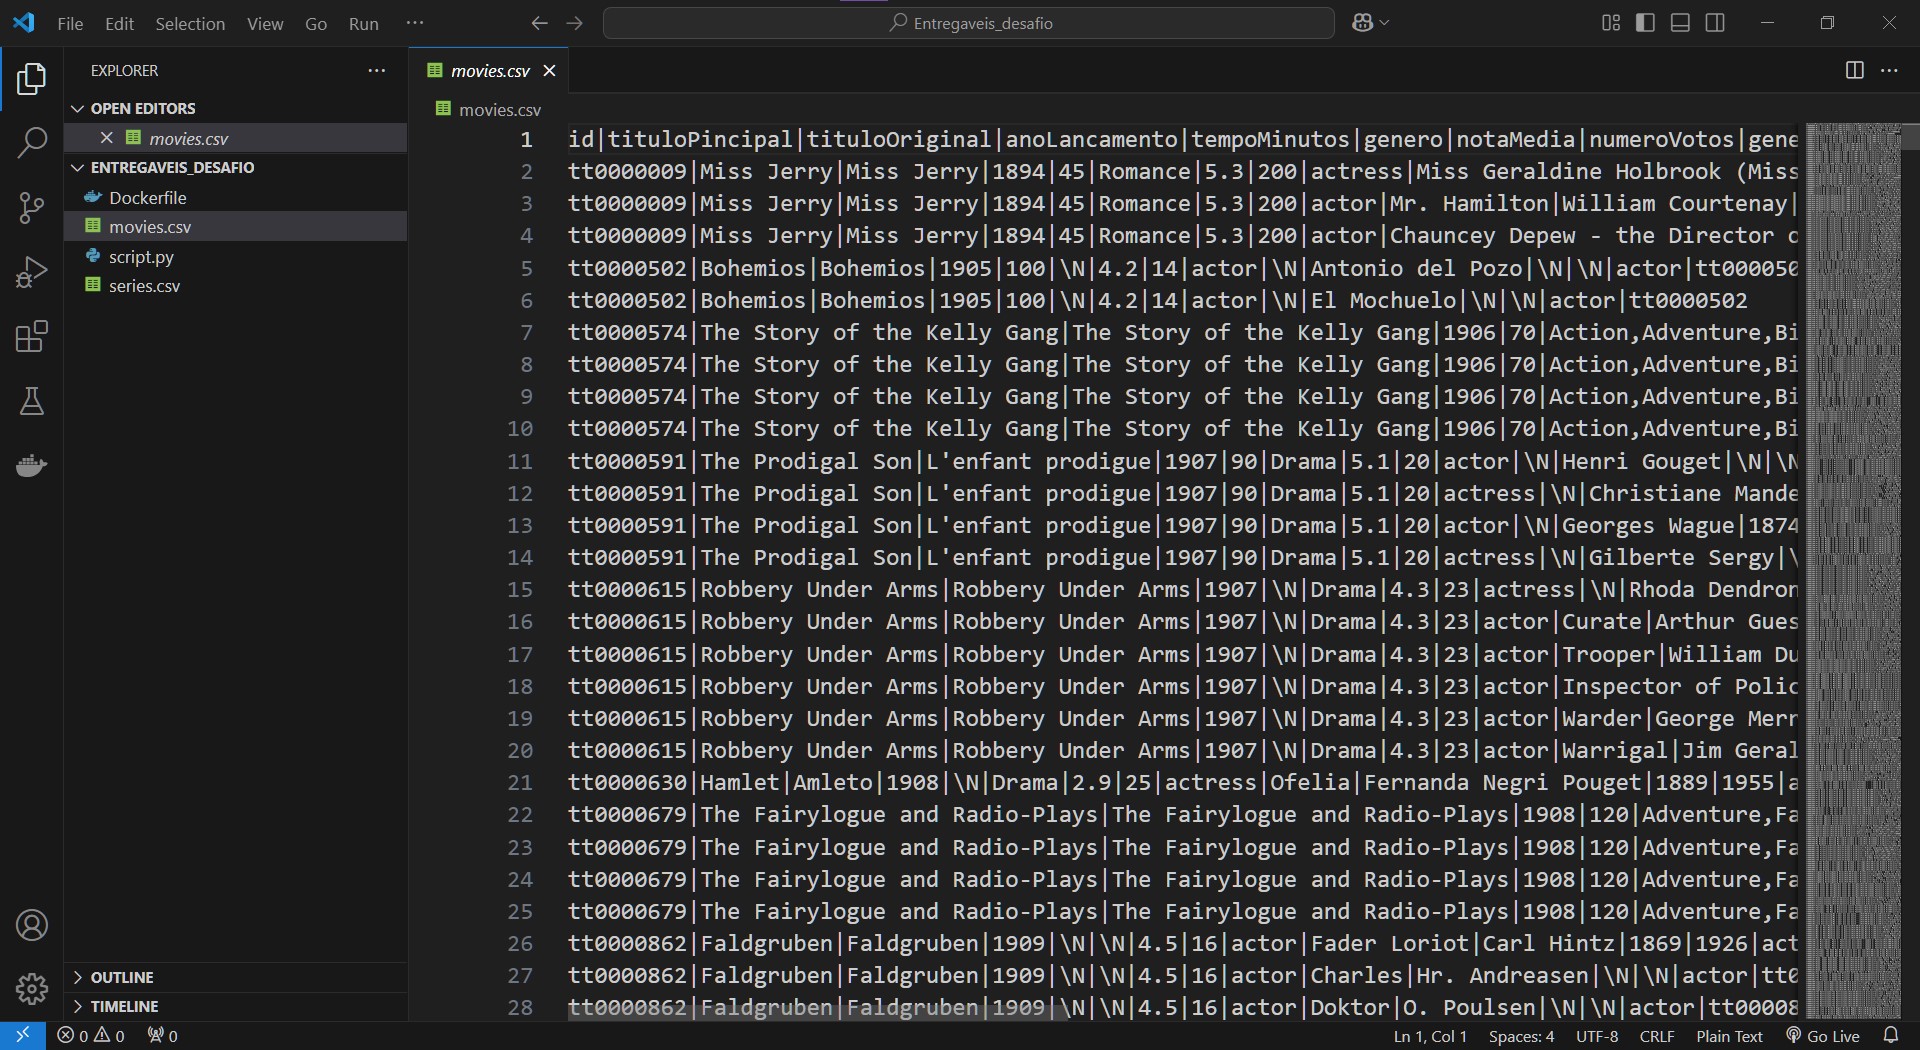 File Edit Selection View Go Run ···
Entregaveis_desafio
EXPLORER
OPEN EDITORS
movies.csv
ENTREGAVEIS_DESAFIO
Dockerfile
movies.csv
script.py
series.csv
OUTLINE
TIMELINE
movies.csv
movies.csv
1 id|tituloPincipal|tituloOriginal|anoLancamento|tempoMinutos|genero|notaMedia|numeroVotos|gene
2 tt0000009|Miss Jerry|Miss Jerry|1894|45|Romance|5.3|200|actress|Miss Geraldine Holbrook (Miss
3 tt0000009|Miss Jerry|Miss Jerry|1894|45|Romance|5.3|200|actor|Mr. Hamilton|William Courtenay|
4 tt0000009|Miss Jerry|Miss Jerry|1894|45|Romance|5.3|200|actor|Chauncey Depew - the Director o
5 tt0000502|Bohemios|Bohemios|1905|100|\N|4.2|14|actor|\N|Antonio del Pozo|\N|\N|actor|tt000050
6 tt0000502|Bohemios|Bohemios|1905|100|\N|4.2|14|actor|\N|El Mochuelo|\N|\N|actor|tt0000502
7 tt0000574|The Story of the Kelly Gang|The Story of the Kelly Gang|1906|70|Action,Adventure,Bi
8 tt0000574|The Story of the Kelly Gang|The Story of the Kelly Gang|1906|70|Action,Adventure,Bi
9 tt0000574|The Story of the Kelly Gang|The Story of the Kelly Gang|1906|70|Action,Adventure,Bi
10 tt0000574|The Story of the Kelly Gang|The Story of the Kelly Gang|1906|70|Action,Adventure,Bi
11 tt0000591|The Prodigal Son|L'enfant prodigue|1907|90|Drama|5.1|20|actor|\N|Henri Gouget|\N|\N
12 tt0000591|The Prodigal Son|L'enfant prodigue|1907|90|Drama|5.1|20|actress|\N|Christiane Mande
13 tt0000591|The Prodigal Son|L'enfant prodigue|1907|90|Drama|5.1|20|actor|\N|Georges Wague|1874
14 tt0000591|The Prodigal Son|L'enfant prodigue|1907|90|Drama|5.1|20|actress|\N|Gilberte Sergy|\
15 tt0000615|Robbery Under Arms|Robbery Under Arms|1907|\N|Drama|4.3|23|actress|\N|Rhoda Dendron
16 tt0000615|Robbery Under Arms|Robbery Under Arms|1907|\N|Drama|4.3|23|actor|Curate|Arthur Gues
17 tt0000615|Robbery Under Arms|Robbery Under Arms|1907|\N|Drama|4.3|23|actor|Trooper|William Du
18 tt0000615|Robbery Under Arms|Robbery Under Arms|1907|\N|Drama|4.3|23|actor|Inspector of Polic
19 tt0000615|Robbery Under Arms|Robbery Under Arms|1907|\N|Drama|4.3|23|actor|Warder|George Merr
20 tt0000615|Robbery Under Arms|Robbery Under Arms|1907|\N|Drama|4.3|23|actor|Warrigal|Jim Geral
21 tt0000630|Hamlet|Amleto|1908|\N|Drama|2.9|25|actress|Ofelia|Fernanda Negri Pouget|1889|1955|a
22 tt0000679|The Fairylogue and Radio-Plays|The Fairylogue and Radio-Plays|1908|120|Adventure,Fa
23 tt0000679|The Fairylogue and Radio-Plays|The Fairylogue and Radio-Plays|1908|120|Adventure,Fa
24 tt0000679|The Fairylogue and Radio-Plays|The Fairylogue and Radio-Plays|1908|120|Adventure,Fa
25 tt0000679|The Fairylogue and Radio-Plays|The Fairylogue and Radio-Plays|1908|120|Adventure,Fa
26 tt0000862|Faldgruben|Faldgruben|1909|\N|\N|4.5|16|actor|Fader Loriot|Carl Hintz|1869|1926|act
27 tt0000862|Faldgruben|Faldgruben|1909|\N|\N|4.5|16|actor|Charles|Hr. Andreasen|\N|\N|actor|tt0
28 tt0000862|Faldgruben|Faldgruben|1909|\N|\N|4.5|16|actor|Doktor|O. Poulsen|\N|\N|actor|tt00008
0 0 0 Ln 1, Col 1 Spaces: 4 UTF-8 CRLF Plain Text Go Live